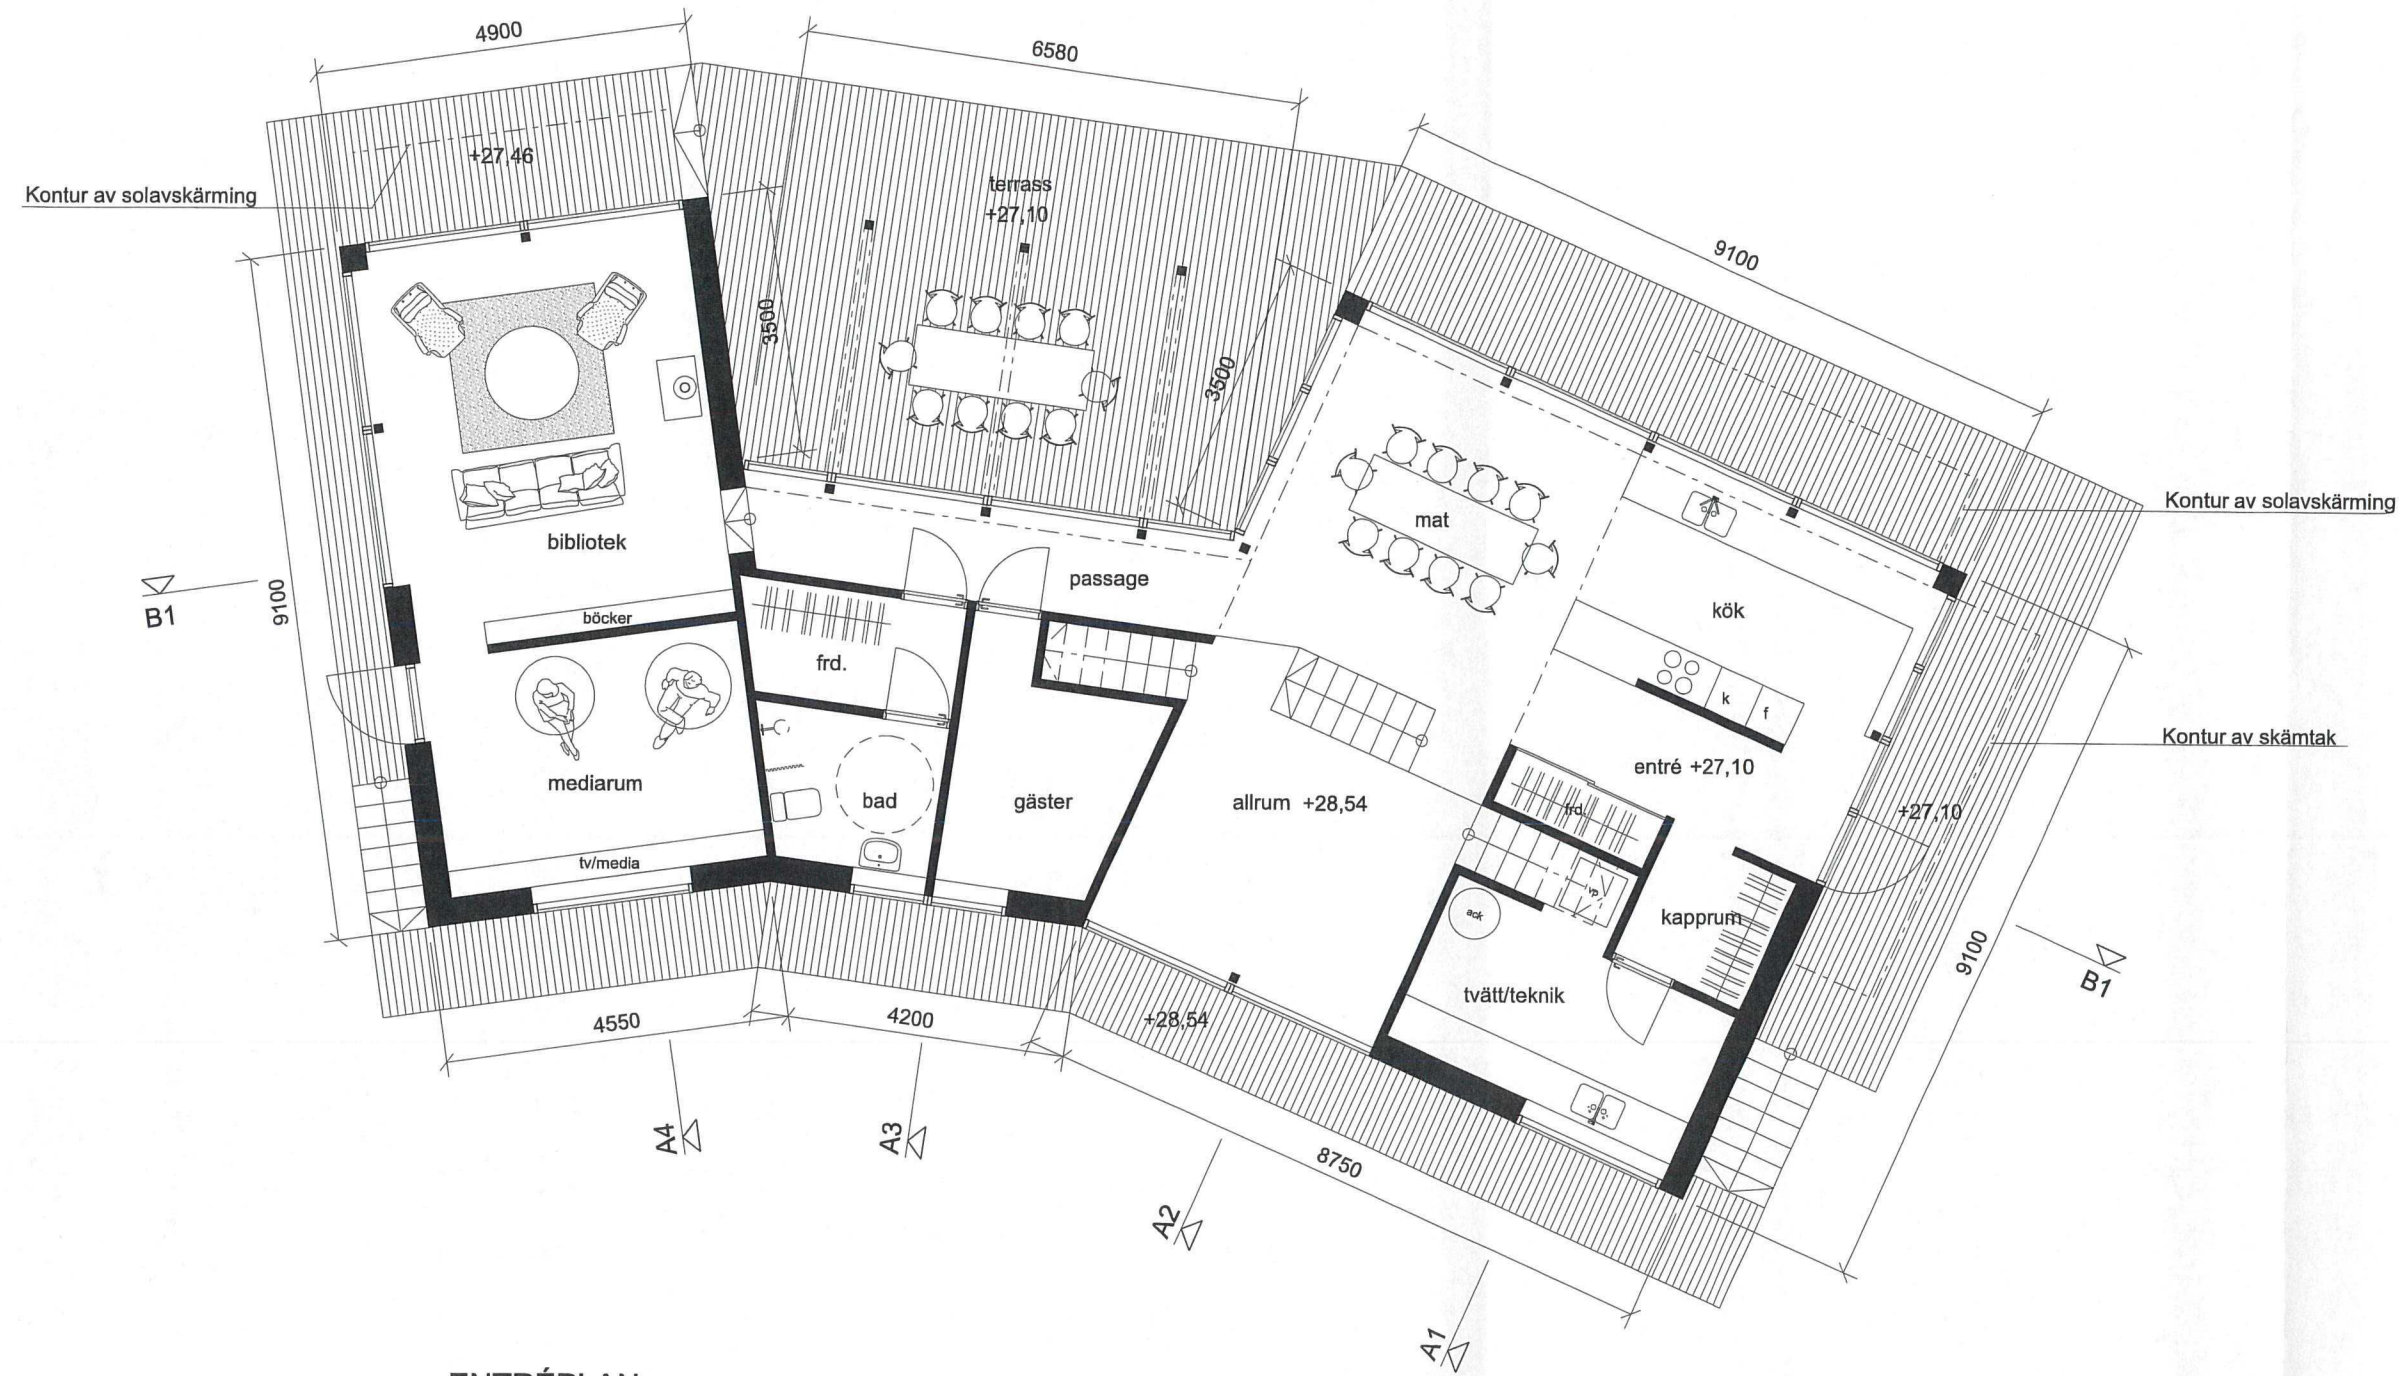 4900
6580
+27,46
Kontur av solavskärming
terrass
+27,10
9100
3500
3500
Kontur av solavskärming
mat
bibliotek
passage
kök
B1
9100
böcker
frd.
k
f
Kontur av skämtak
entré +27,10
mediarum
bad
gäster
allrum +28,54
frd.
+27,10
tv/media
vp
ack
kapprum
9100
B1
tvätt/teknik
4550
4200
+28,54
A4
A3
8750
A2
A1
ENTRÉPLAN